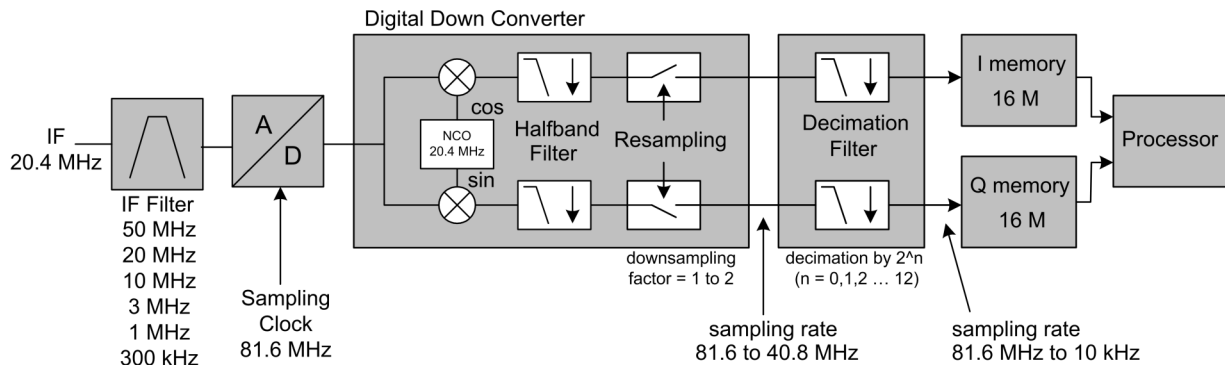 Digital Down Converter
IF
20.4 MHz
A
D
IF Filter
50 MHz
20 MHz
10 MHz
3 MHz
1 MHz
300 kHz
Sampling
Clock
81.6 MHz
cos
NCO
20.4 MHz
sin
Halfband
Filter
Resampling
downsampling
factor = 1 to 2
sampling rate
81.6 to 40.8 MHz
Decimation
Filter
decimation by 2^n
(n = 0,1,2 ... 12)
sampling rate
81.6 MHz to 10 kHz
I memory
16 M
Q memory
16 M
Processor